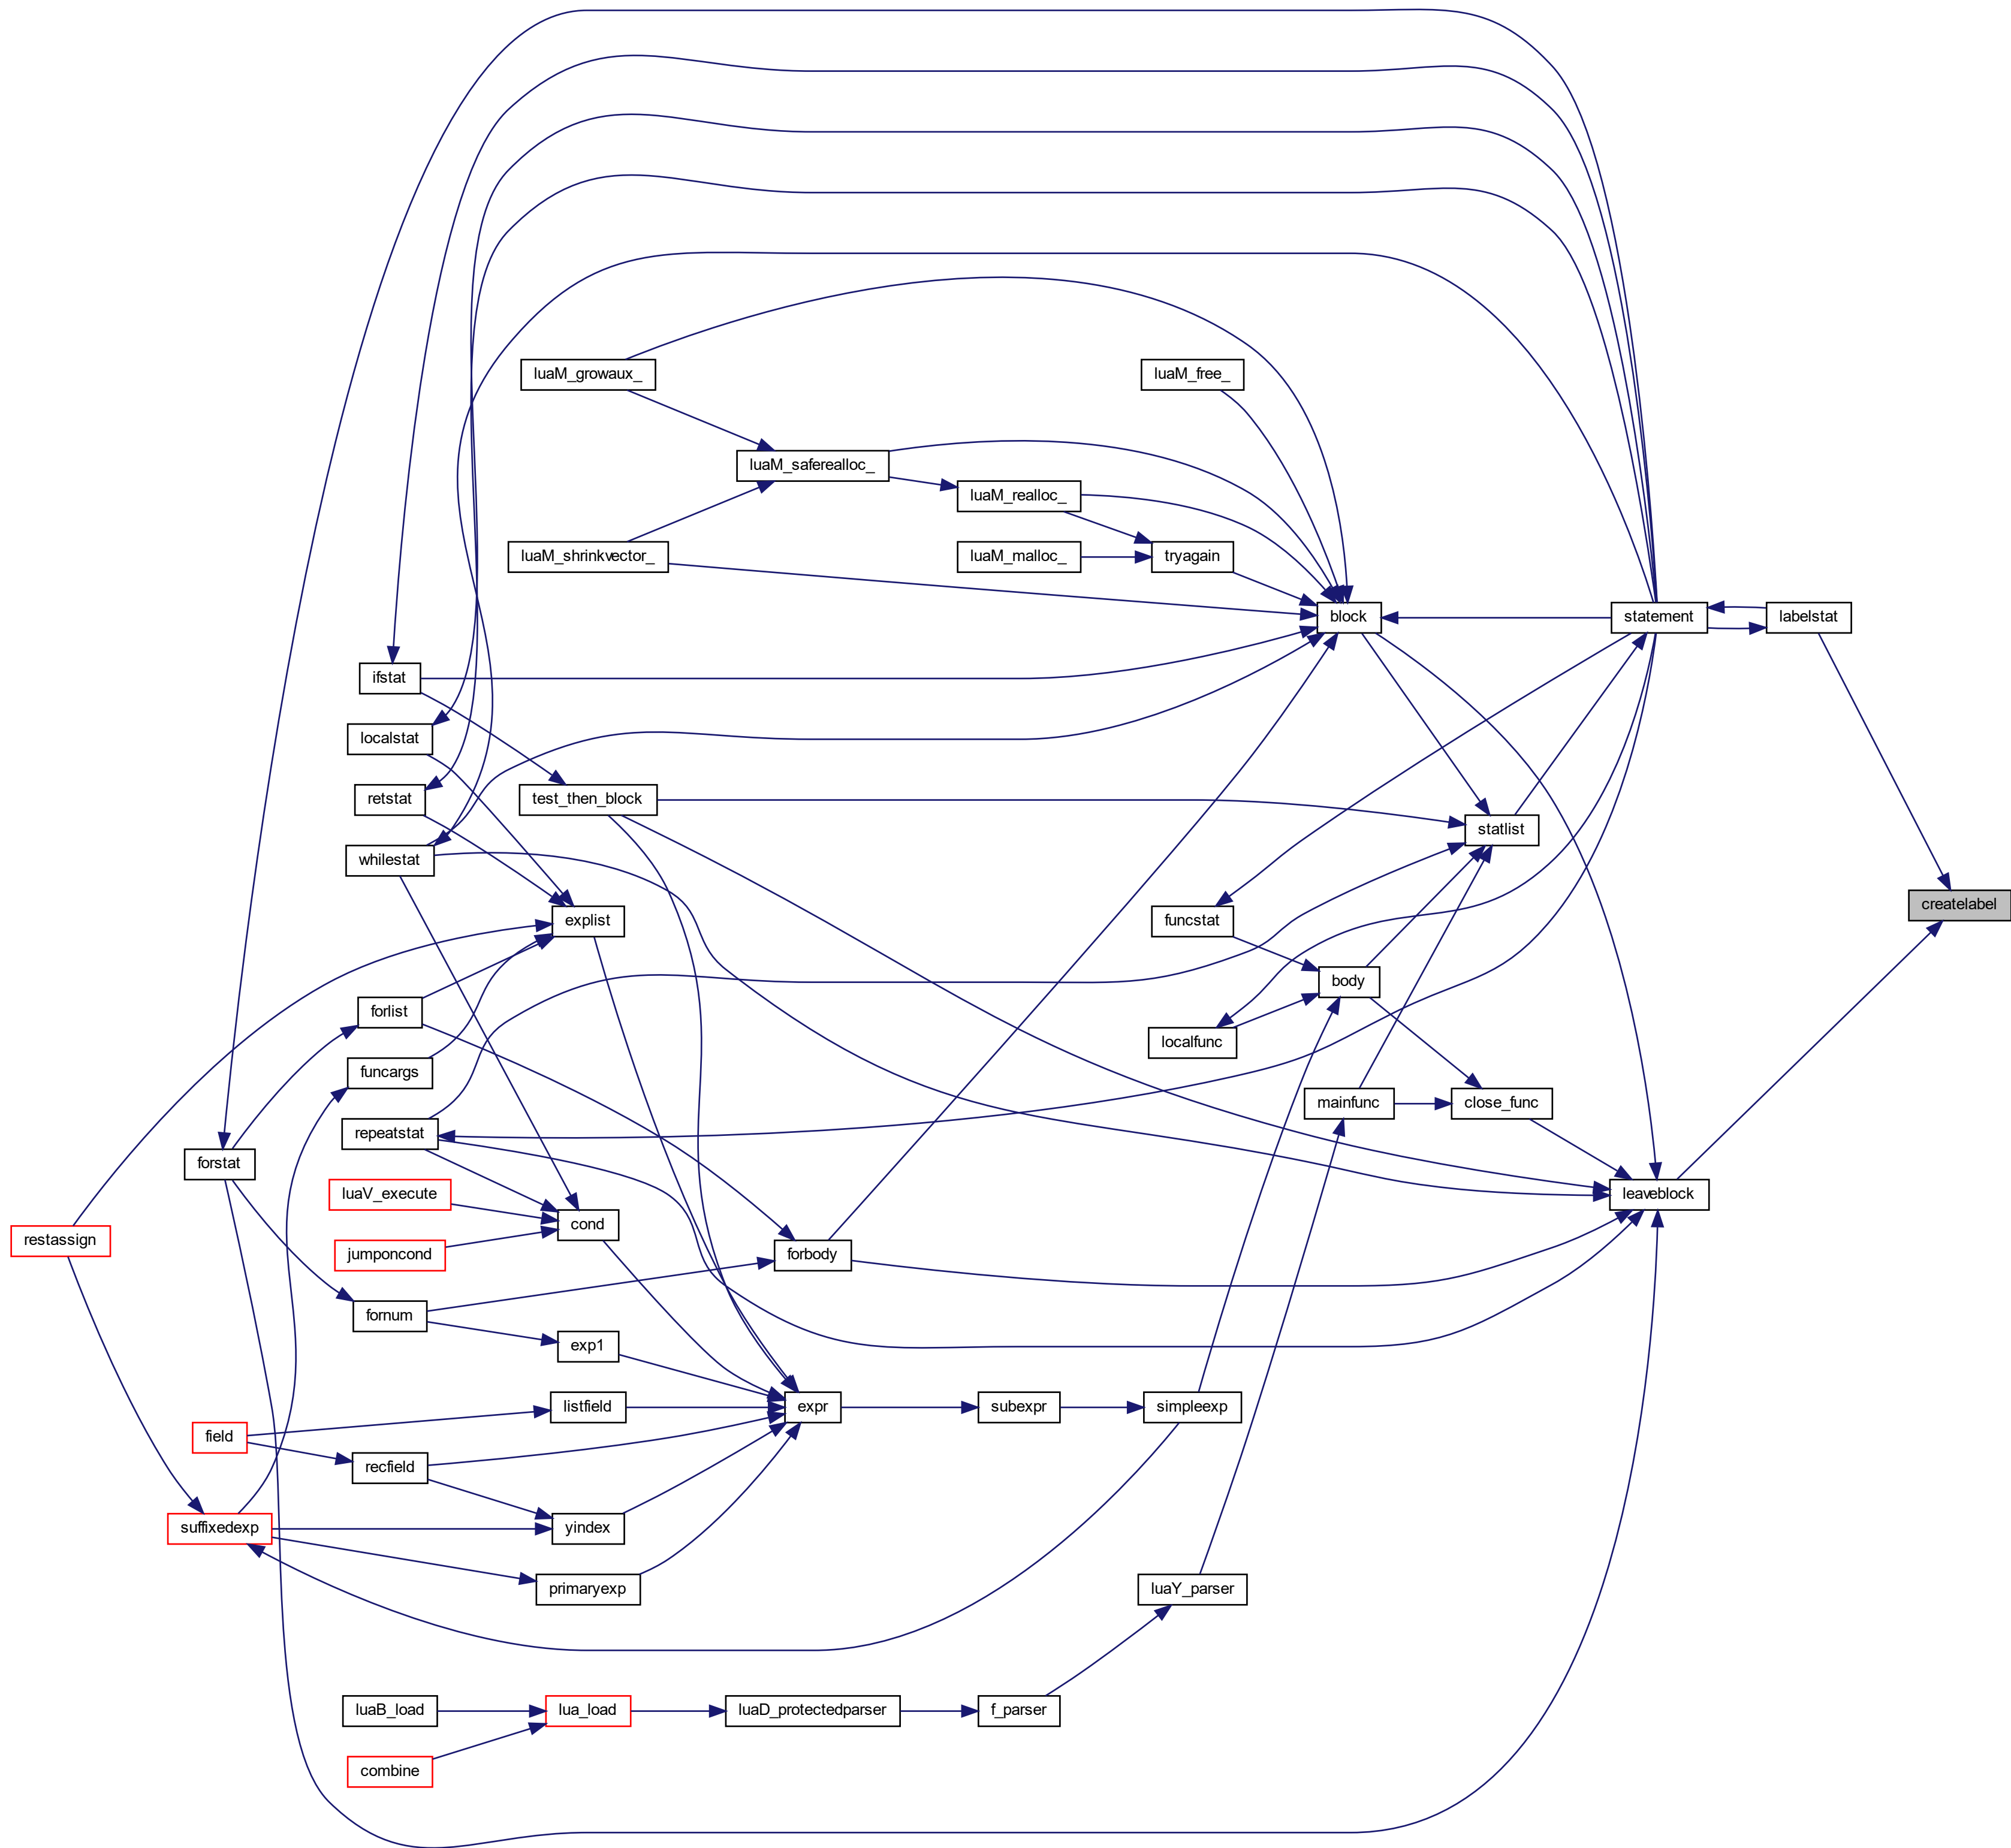 luaM_growaux_
luaM_free_
luaM_saferealloc_
luaM_realloc_
luaM_shrinkvector_
luaM_malloc_
tryagain
block
statement
labelstat
ifstat
localstat
retstat
test_then_block
statlist
whilestat
createlabel
explist
funcstat
body
forlist
localfunc
funcargs
mainfunc
close_func
repeatstat
forstat
luaV_execute
leaveblock
cond
restassign
jumponcond
forbody
fornum
exp1
listfield
expr
subexpr
simpleexp
field
recfield
suffixedexp
yindex
primaryexp
luaY_parser
luaB_load
lua_load
luaD_protectedparser
f_parser
combine